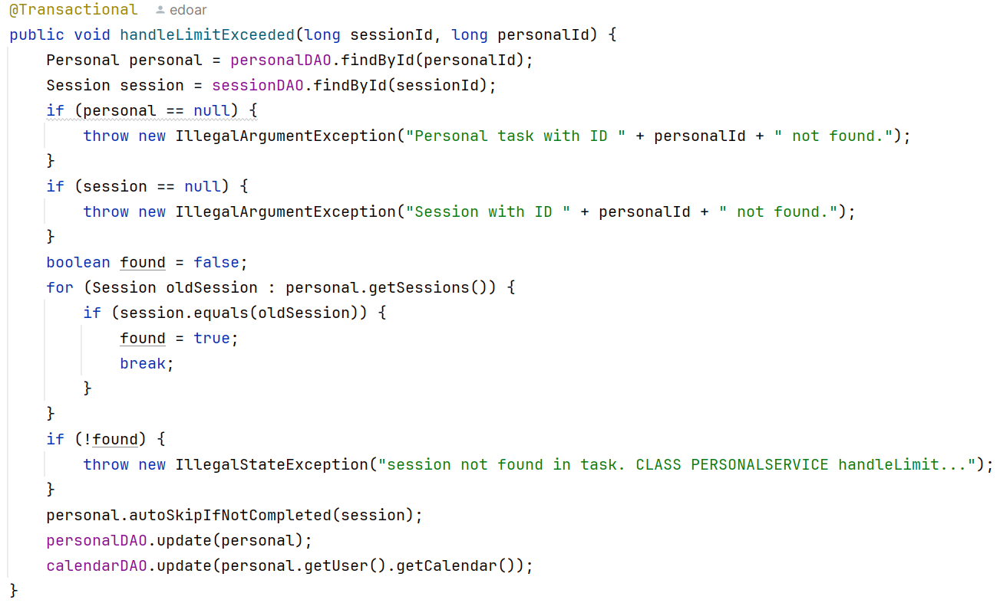 @Transactional edoar
public void handleLimitExceeded(long sessionId, long personalId) {
    Personal personal = personalDAO.findById(personalId);
    Session session = sessionDAO.findById(sessionId);
    if (personal == null) {
        throw new IllegalArgumentException("Personal task with ID " + personalId + " not found.");
    }
    if (session == null) {
        throw new IllegalArgumentException("Session with ID " + personalId + " not found.");
    }
    boolean found = false;
    for (Session oldSession : personal.getSessions()) {
        if (session.equals(oldSession)) {
            found = true;
            break;
        }
    }
    if (!found) {
        throw new IllegalStateException("session not found in task. CLASS PERSONALSERVICE handleLimit...");
    }
    personal.autoSkipIfNotCompleted(session);
    personalDAO.update(personal);
    calendarDAO.update(personal.getUser().getCalendar());
}